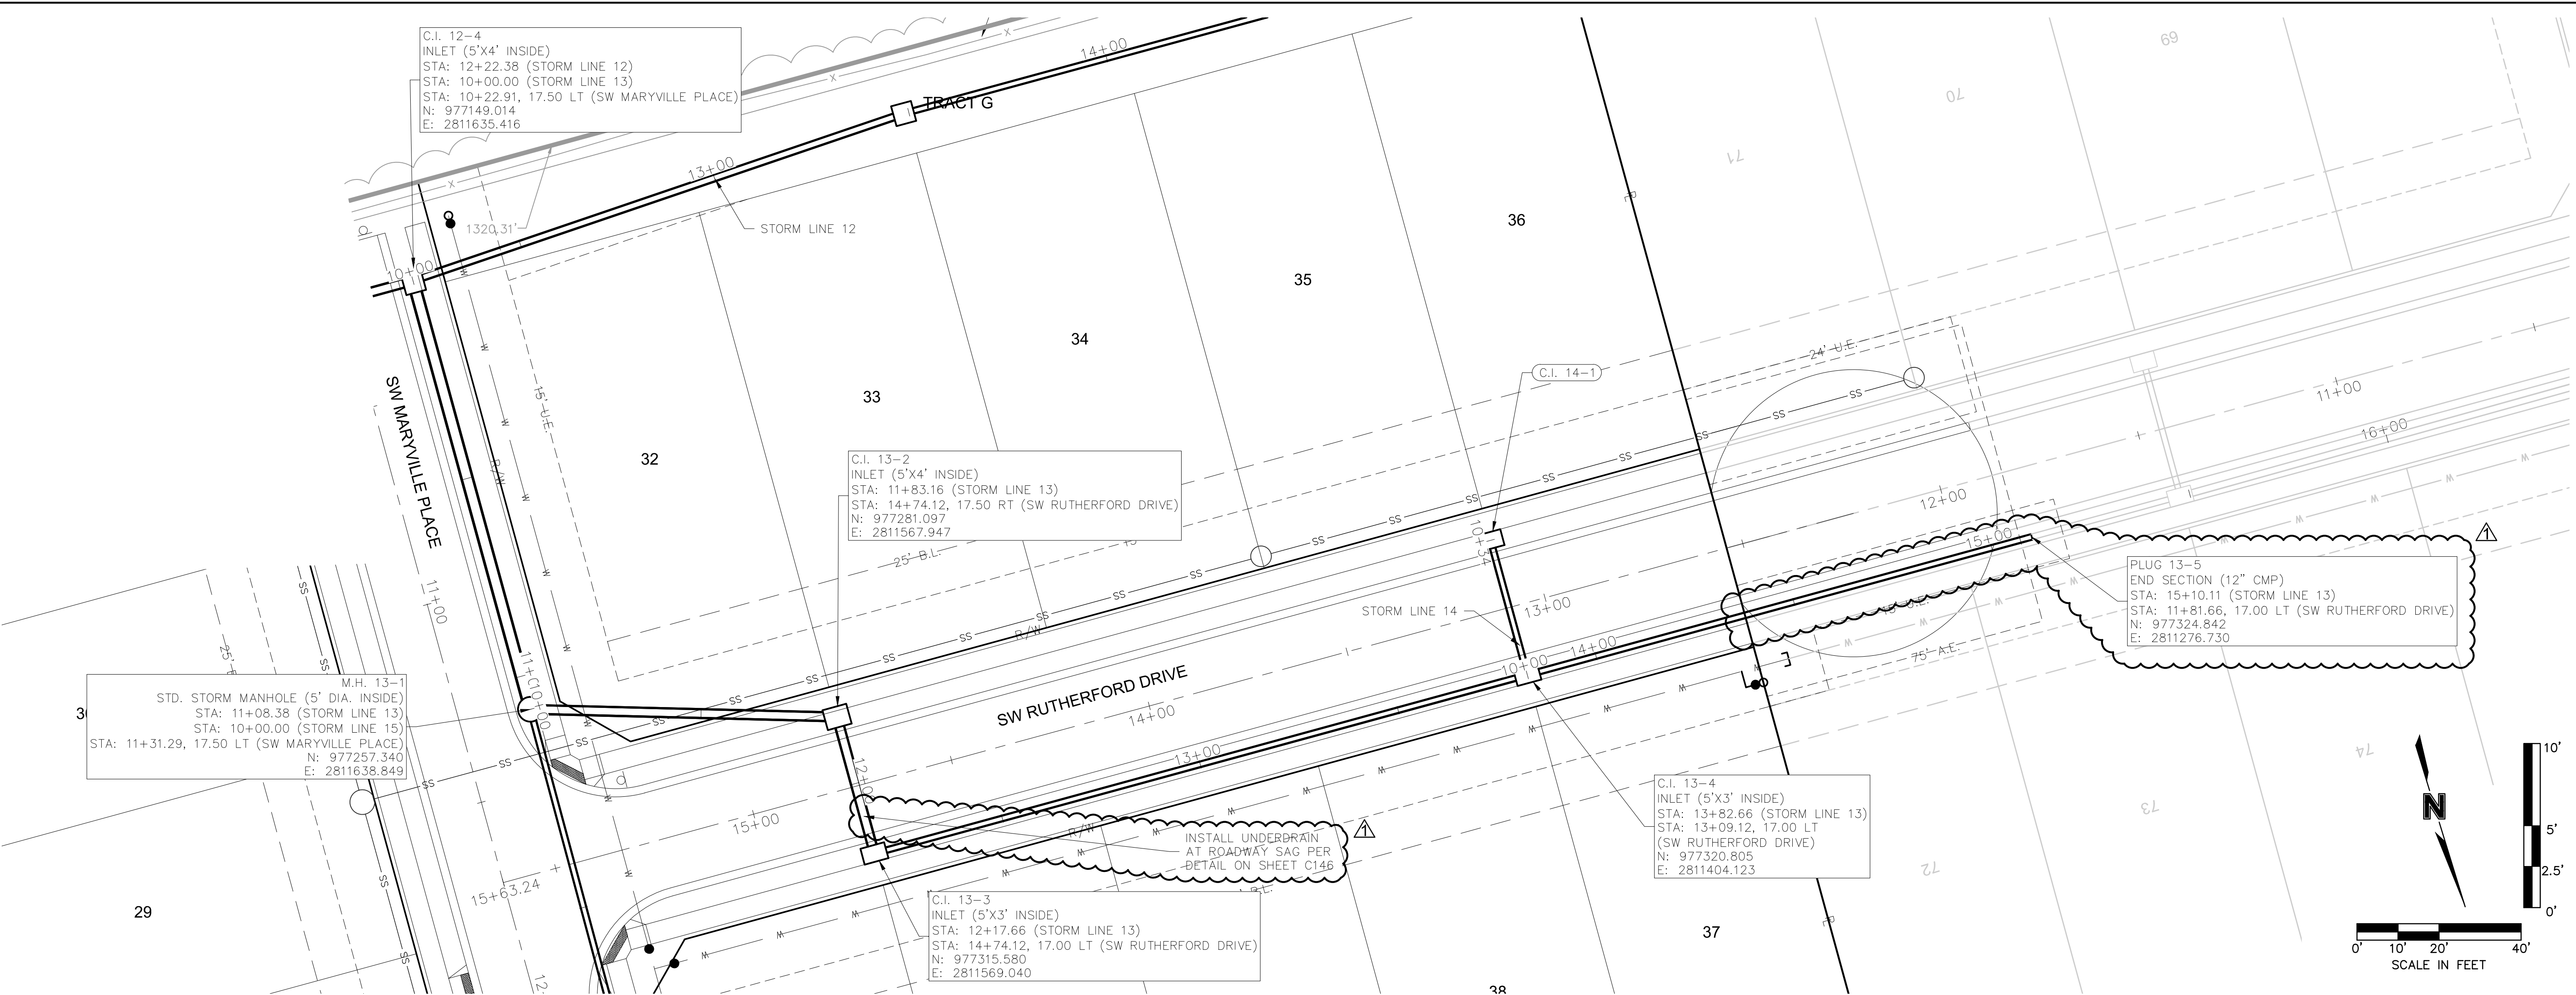 C.I. 12-4
INLET (5'X4' INSIDE)
STA: 12+22.38 (STORM LINE 12)
STA: 10+00.00 (STORM LINE 13)
STA: 10+22.91, 17.50 LT (SW MARYVILLE PLACE)
N: 977149.014
E: 2811635.416
14+00
TRACT G
13+00
STORM LINE 12
1320.31'
10+00
69
70
71
36
35
34
33
32
15' U.E.
R/W
SW MARYVILLE PLACE
11+00
C.I. 14-1
24' U.E.
11+00
16+00
12+00
C.I. 13-2
INLET (5'X4' INSIDE)
STA: 11+83.16 (STORM LINE 13)
STA: 14+74.12, 17.50 RT (SW RUTHERFORD DRIVE)
N: 977281.097
E: 2811567.947
25' B.L.
R/W
10+34
STORM LINE 14
13+00
10+00
14+00
15+00
15' U.E.
75' A.E.
1
PLUG 13-5
END SECTION (12" CMP)
STA: 15+10.11 (STORM LINE 13)
STA: 11+81.66, 17.00 LT (SW RUTHERFORD DRIVE)
N: 977324.842
E: 2811276.730
M.H. 13-1
STD. STORM MANHOLE (5' DIA. INSIDE)
STA: 11+08.38 (STORM LINE 13)
STA: 10+00.00 (STORM LINE 15)
STA: 11+31.29, 17.50 LT (SW MARYVILLE PLACE)
N: 977257.340
E: 2811638.849
10+00
SW RUTHERFORD DRIVE
14+00
13+00
15+00
15+63.24
R/W
1
INSTALL UNDERDRAIN
AT ROADWAY SAG PER
DETAIL ON SHEET C146
C.I. 13-3
INLET (5'X3' INSIDE)
STA: 12+17.66 (STORM LINE 13)
STA: 14+74.12, 17.00 LT (SW RUTHERFORD DRIVE)
N: 977315.580
E: 2811569.040
C.I. 13-4
INLET (5'X3' INSIDE)
STA: 13+82.66 (STORM LINE 13)
STA: 13+09.12, 17.00 LT
(SW RUTHERFORD DRIVE)
N: 977320.805
E: 2811404.123
29
37
38
72
73
74
N
10'
5'
2.5'
0'
0' 10' 20' 40'
SCALE IN FEET